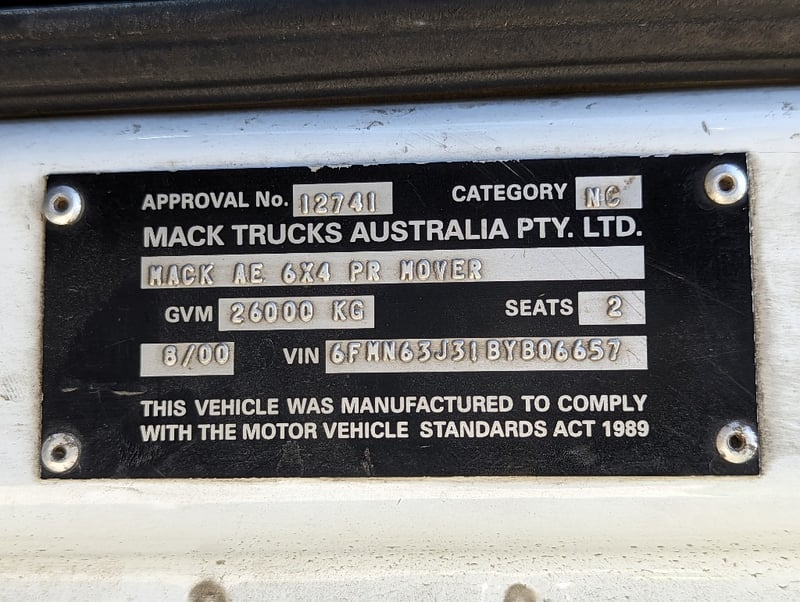 APPROVAL No. 12741 CATEGORY NC
MACK TRUCKS AUSTRALIA PTY. LTD.
MACK AE 6X4 PR MOVER
GVM 26000 KG SEATS 2
8/00 VIN 6FMN63J31BYB06657
THIS VEHICLE WAS MANUFACTURED TO COMPLY
WITH THE MOTOR VEHICLE STANDARDS ACT 1989